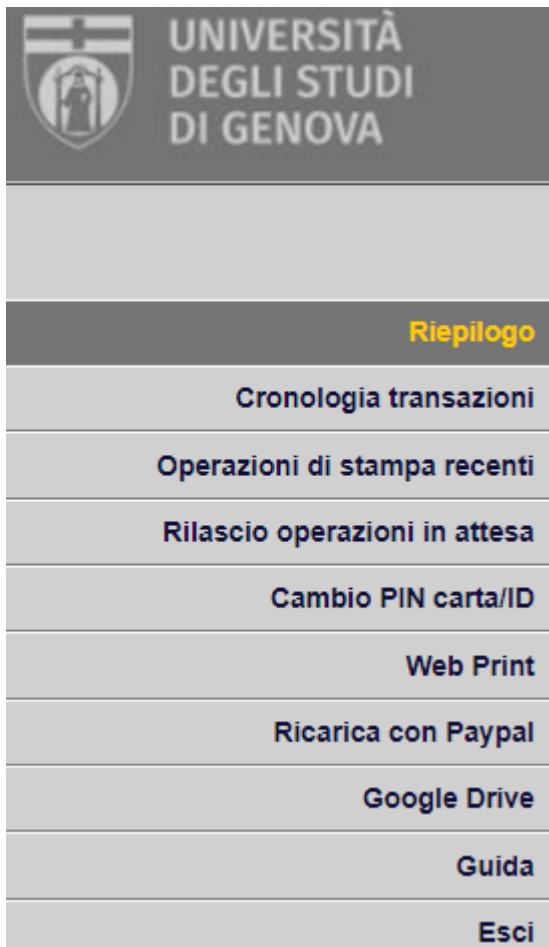 UNIVERSITÀ
DEGLI STUDI
DI GENOVA
Riepilogo
Cronologia transazioni
Operazioni di stampa recenti
Rilascio operazioni in attesa
Cambio PIN carta/ID
Web Print
Ricarica con Paypal
Google Drive
Guida
Esci